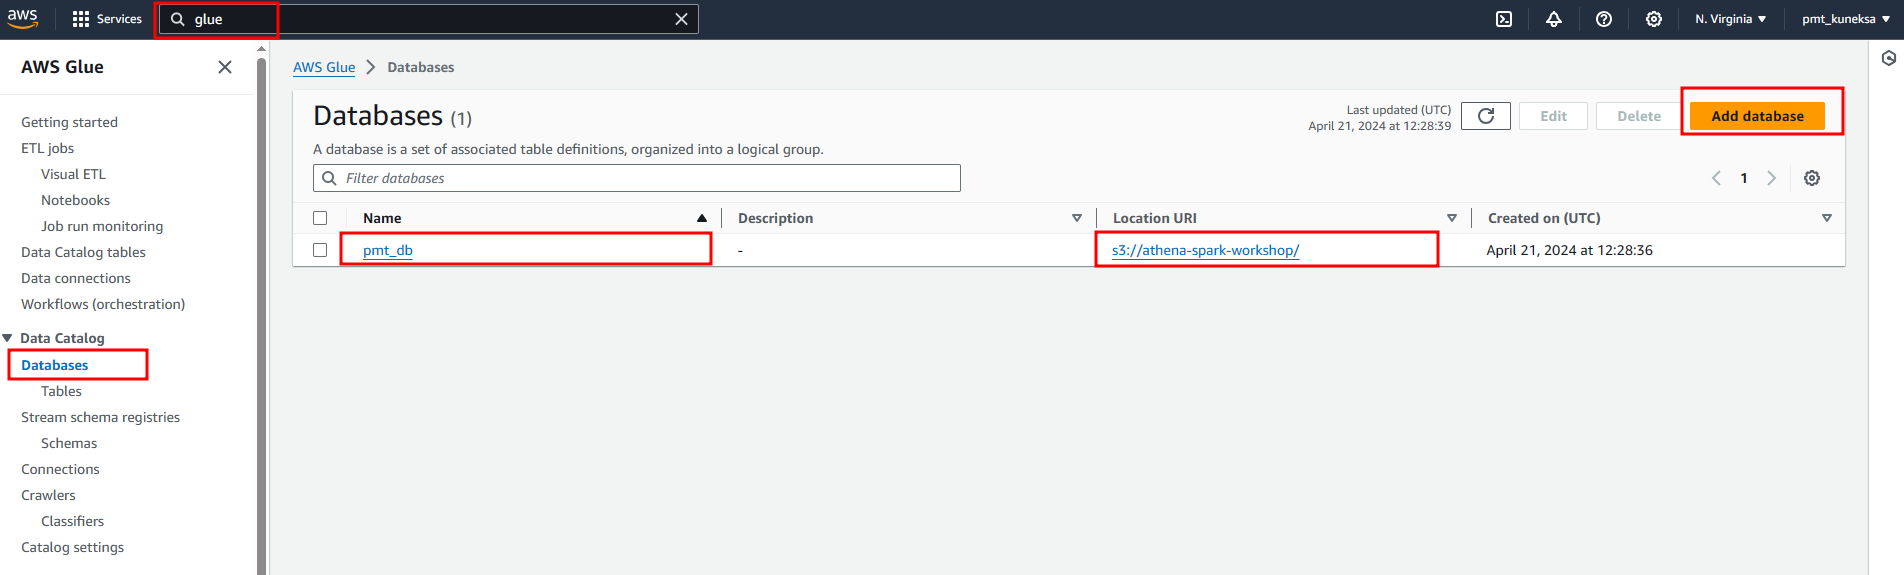 aws Services glue N. Virginia pmt_kuneksa
AWS Glue
Getting started
ETL jobs
Visual ETL
Notebooks
Job run monitoring
Data Catalog tables
Data connections
Workflows (orchestration)
Data Catalog
Databases
Tables
Stream schema registries
Schemas
Connections
Crawlers
Classifiers
Catalog settings
AWS Glue Databases
Databases (1)
Last updated (UTC)
April 21, 2024 at 12:28:39
Edit Delete Add database
A database is a set of associated table definitions, organized into a logical group.
Filter databases
1
Name Description Location URI Created on (UTC)
pmt_db - s3://athena-spark-workshop/ April 21, 2024 at 12:28:36